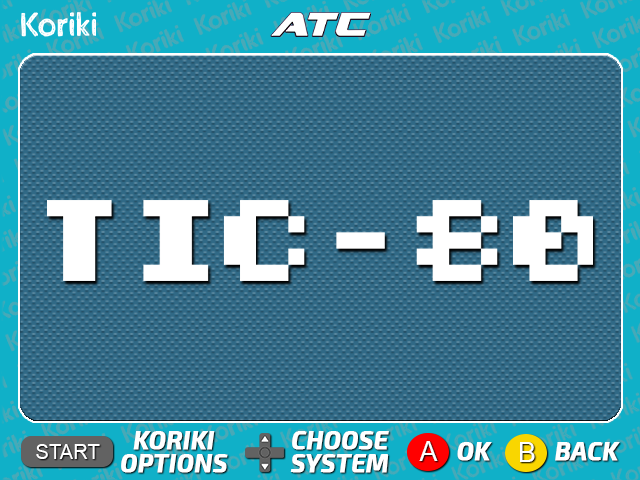 Koriki
ATC
TIC-80
START
KORIKI
OPTIONS
CHOOSE
SYSTEM
A OK
B BACK